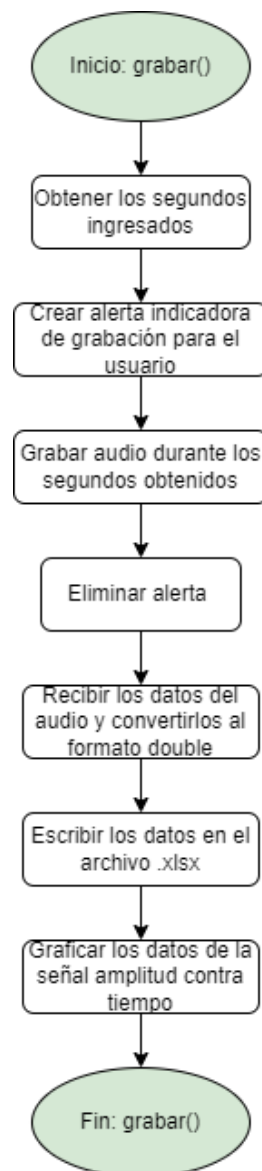 Inicio: grabar()
Obtener los segundos
ingresados
Crear alerta indicadora
de grabación para el
usuario
Grabar audio durante los
segundos obtenidos
Eliminar alerta
Recibir los datos del
audio y convertirlos al
formato double
Escribir los datos en el
archivo .xlsx
Graficar los datos de la
señal amplitud contra
tiempo
Fin: grabar()